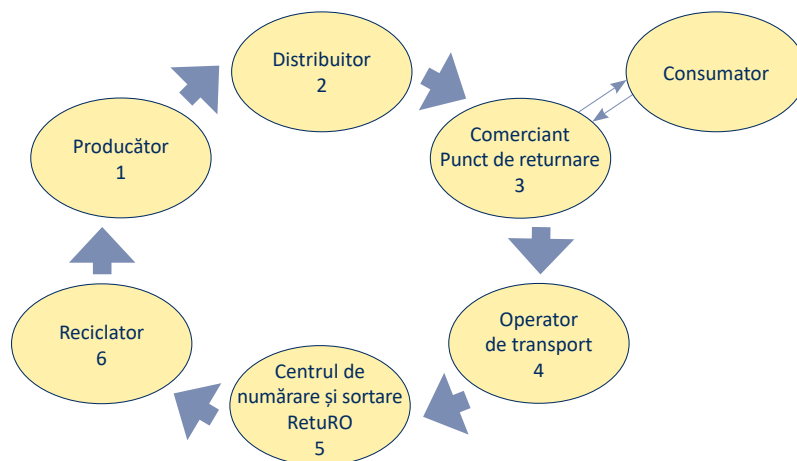 Distribuitor
2
Consumator
Comerciant
Punct de returnare
3
Producător
1
Operator
de transport
4
Reciclator
6
Centrul de
numărare și sortare
RetuRO
5